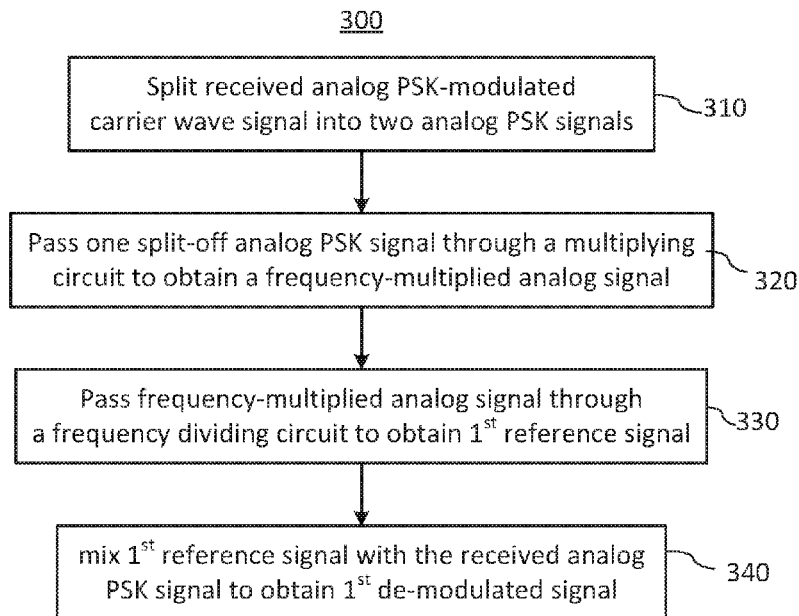 300
Split received analog PSK-modulated
carrier wave signal into two analog PSK signals
310
Pass one split-off analog PSK signal through a multiplying
circuit to obtain a frequency-multiplied analog signal
320
Pass frequency-multiplied analog signal through
a frequency dividing circuit to obtain 1st reference signal
330
mix 1st reference signal with the received analog
PSK signal to obtain 1st de-modulated signal
340